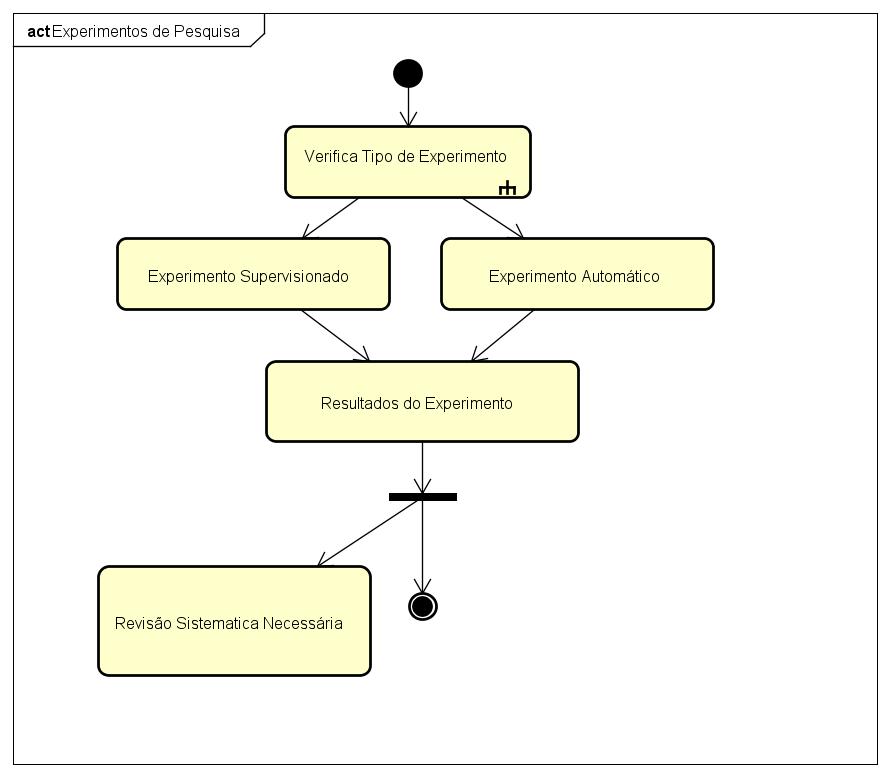 act Experimentos de Pesquisa
Verifica Tipo de Experimento
Experimento Supervisionado
Experimento Automático
Resultados do Experimento
Revisão Sistematica Necessária